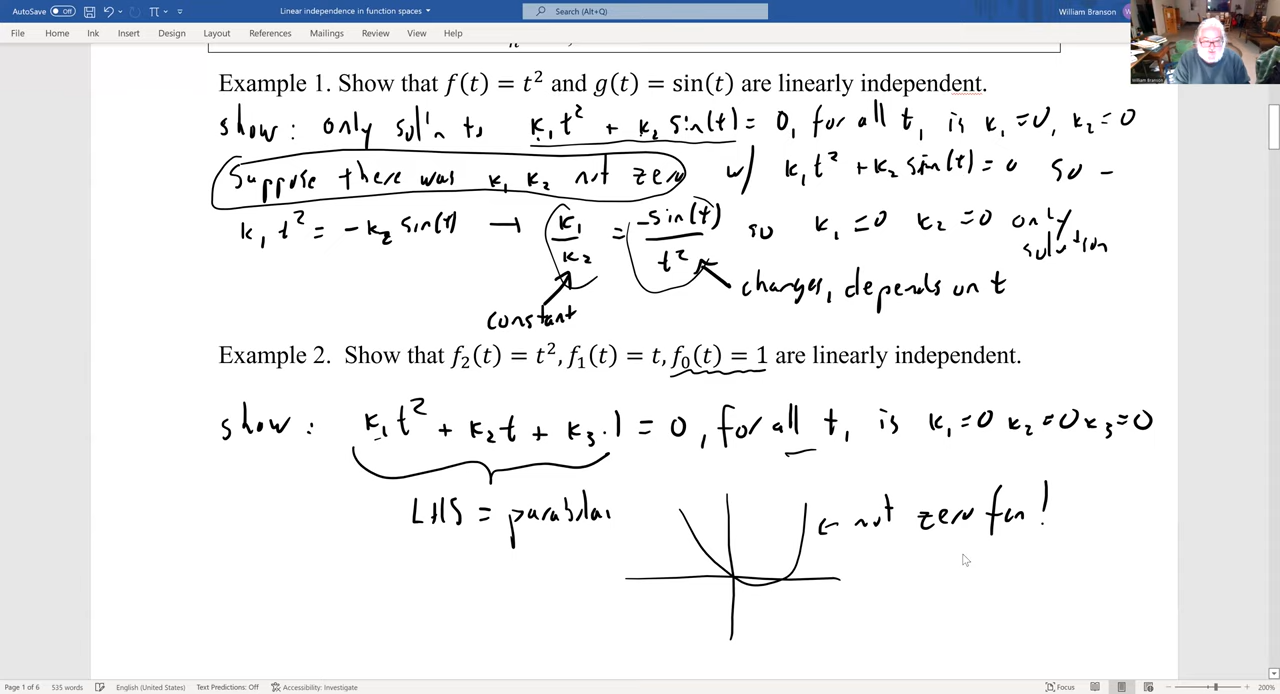 AutoSave Off
Linear independence in function spaces
Search (Alt+Q)
William Branson
File Home Ink Insert Design Layout References Mailings Review View Help
Example 1. Show that f(t) = t² and g(t) = sin(t) are linearly independent.
show: only sol'n to k₁t² + k₂ sin(t) = 0, for all t, is k₁=0, k₂=0
Suppose there was k₁ k₂ not zero w/ k₁t² + k₂ sin(t) = 0 so –
k₁t² = -k₂ sin(t) → k₁/k₂ = -sin(t)/t² so k₁=0 k₂=0 only solution
changes, depends on t
constant
Example 2. Show that f₂(t) = t², f₁(t) = t, f₀(t) = 1 are linearly independent.
show: k₁t² + k₂t + k₃·1 = 0, for all t, is k₁=0 k₂=0 k₃=0
LHS = parabola ← not zero fcn!
William Branson
Page 1 of 6 535 words English (United States) Text Predictions: Off Accessibility: Investigate Focus 200%